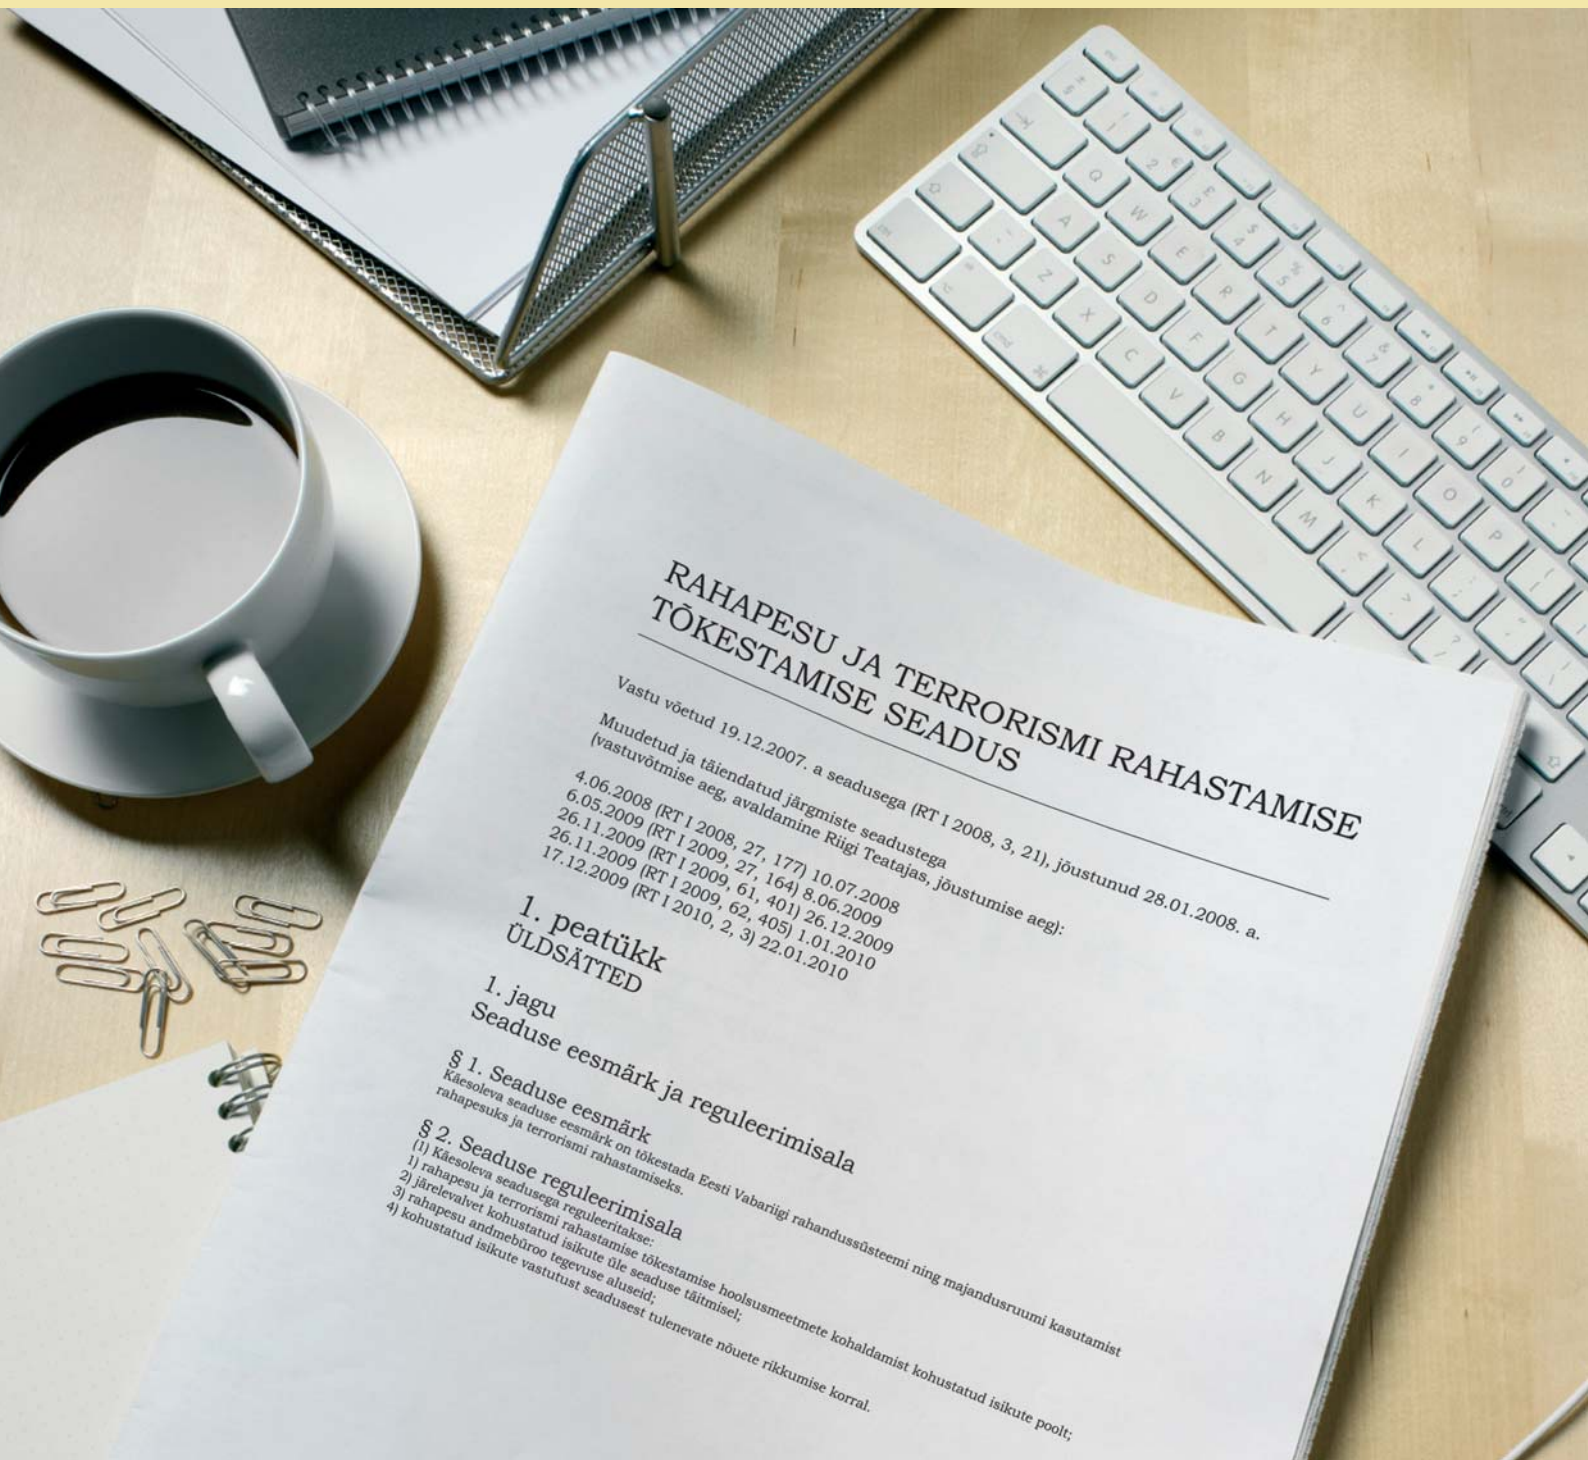 RAHAPESU JA TERRORISMI RAHASTAMISE
TÕKESTAMISE SEADUS
Vastu võetud 19.12.2007. a seadusega (RT I 2008, 3, 21), jõustunud 28.01.2008. a.
Muudetud ja täiendatud järgmiste seadustega
(vastuvõtmise aeg, avaldamine Riigi Teatajas, jõustumise aeg):
4.06.2008 (RT I 2008, 27, 177) 10.07.2008
6.05.2009 (RT I 2009, 27, 164) 8.06.2009
26.11.2009 (RT I 2009, 61, 401) 26.12.2009
26.11.2009 (RT I 2009, 62, 405) 1.01.2010
17.12.2009 (RT I 2010, 2, 3) 22.01.2010
1. peatükk
ÜLDSÄTTED
1. jagu
Seaduse eesmärk ja reguleerimisala
§ 1. Seaduse eesmärk
Käesoleva seaduse eesmärk on tõkestada Eesti Vabariigi rahandussüsteemi ning majandusruumi kasutamist
rahapesuks ja terrorismi rahastamiseks.
§ 2. Seaduse reguleerimisala
(1) Käesoleva seadusega reguleeritakse:
1) rahapesu ja terrorismi rahastamise tõkestamise hoolsusmeetmete kohaldamist kohustatud isikute poolt;
2) järelevalvet kohustatud isikute üle seaduse täitmisel;
3) rahapesu andmebüroo tegevuse aluseid;
4) kohustatud isikute vastutust seadusest tulenevate nõuete rikkumise korral.